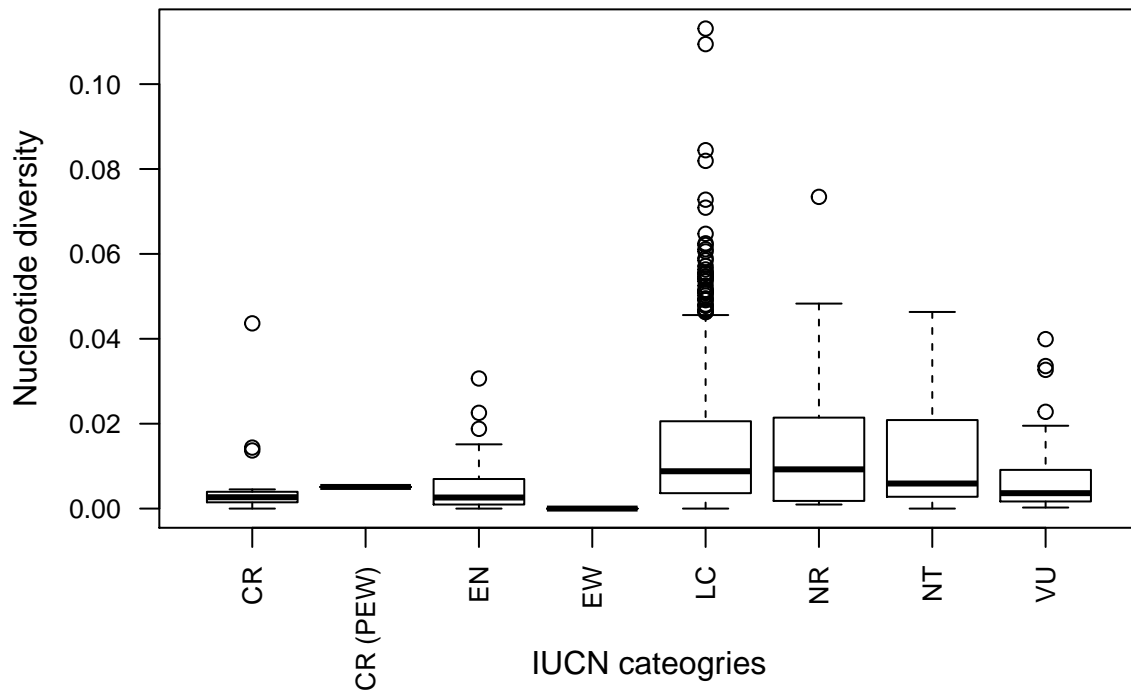 Nucleotide diversity
0.10
0.08
0.06
0.04
0.02
0.00
CR
CR (PEW)
EN
EW
LC
NR
NT
VU
IUCN cateogries